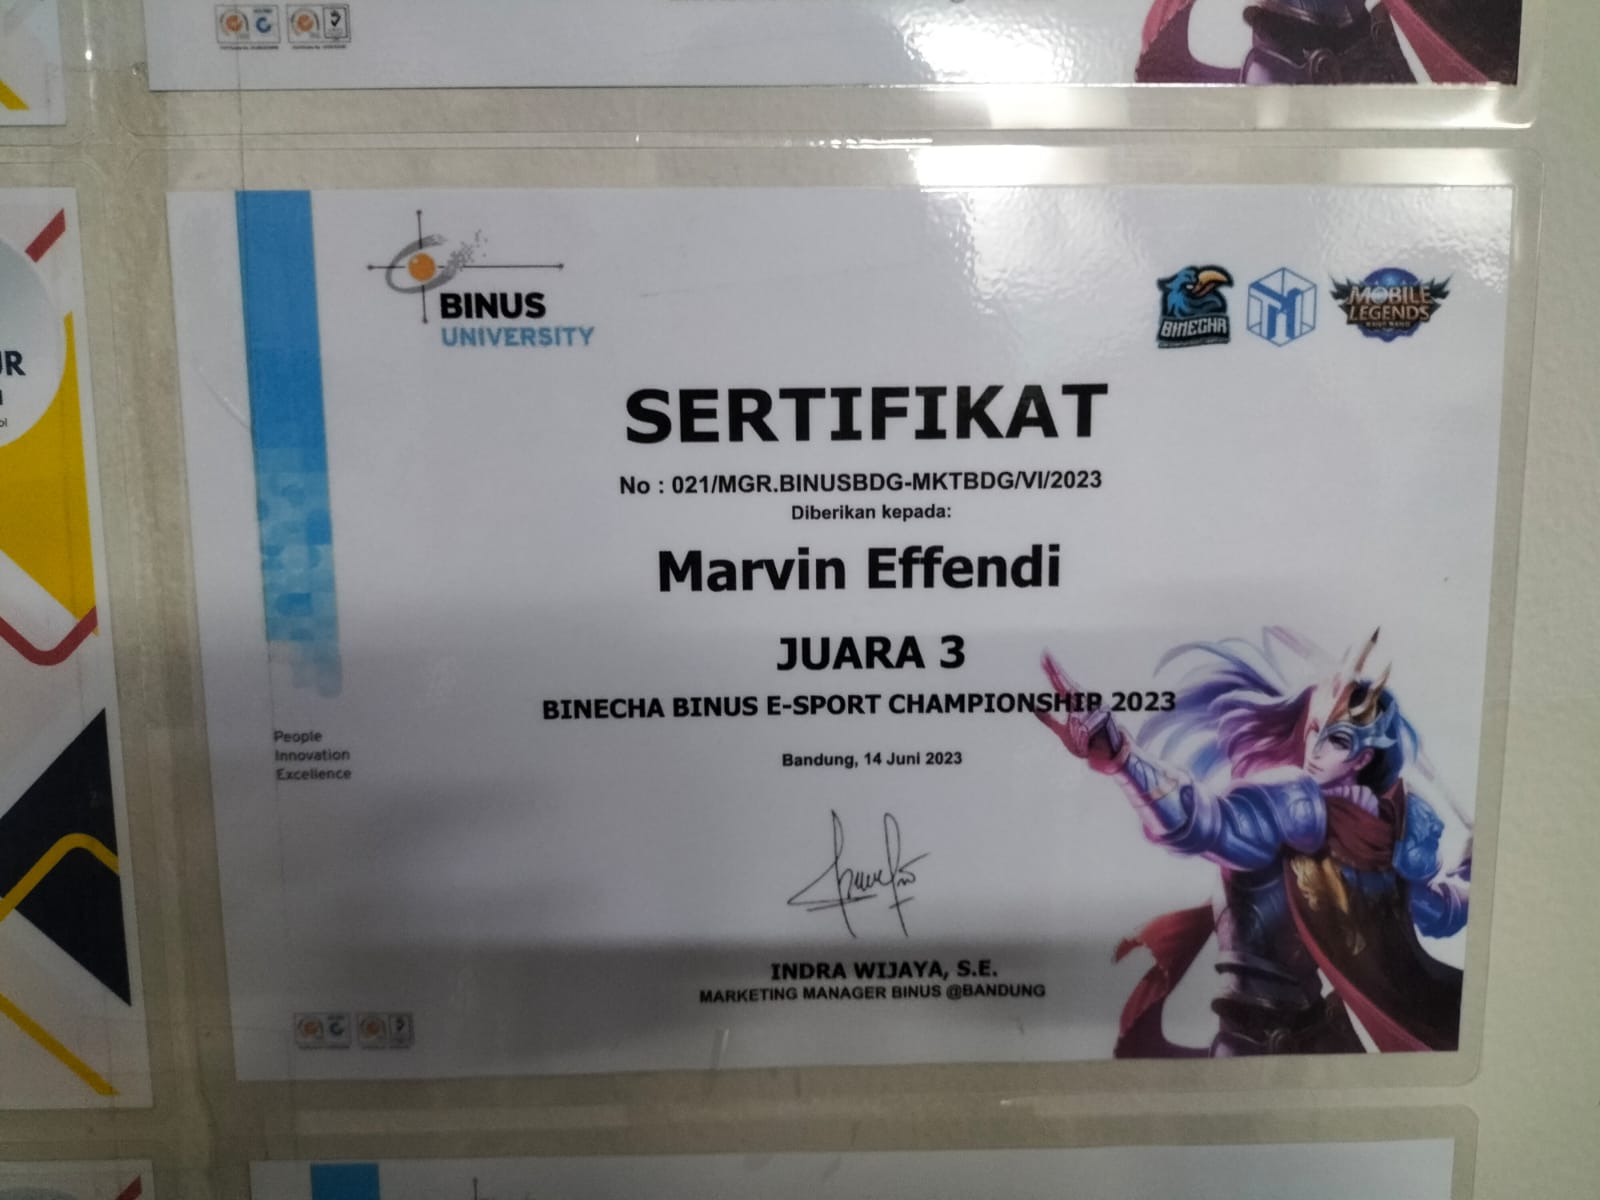 BINUS
UNIVERSITY
BINECHA
MOBILE
LEGENDS
SERTIFIKAT
No : 021/MGR.BINUSBDG-MKTBDG/VI/2023
Diberikan kepada:
Marvin Effendi
JUARA 3
BINECHA BINUS E-SPORT CHAMPIONSHIP 2023
Bandung, 14 Juni 2023
People
Innovation
Excellence
INDRA WIJAYA, S.E.
MARKETING MANAGER BINUS @BANDUNG